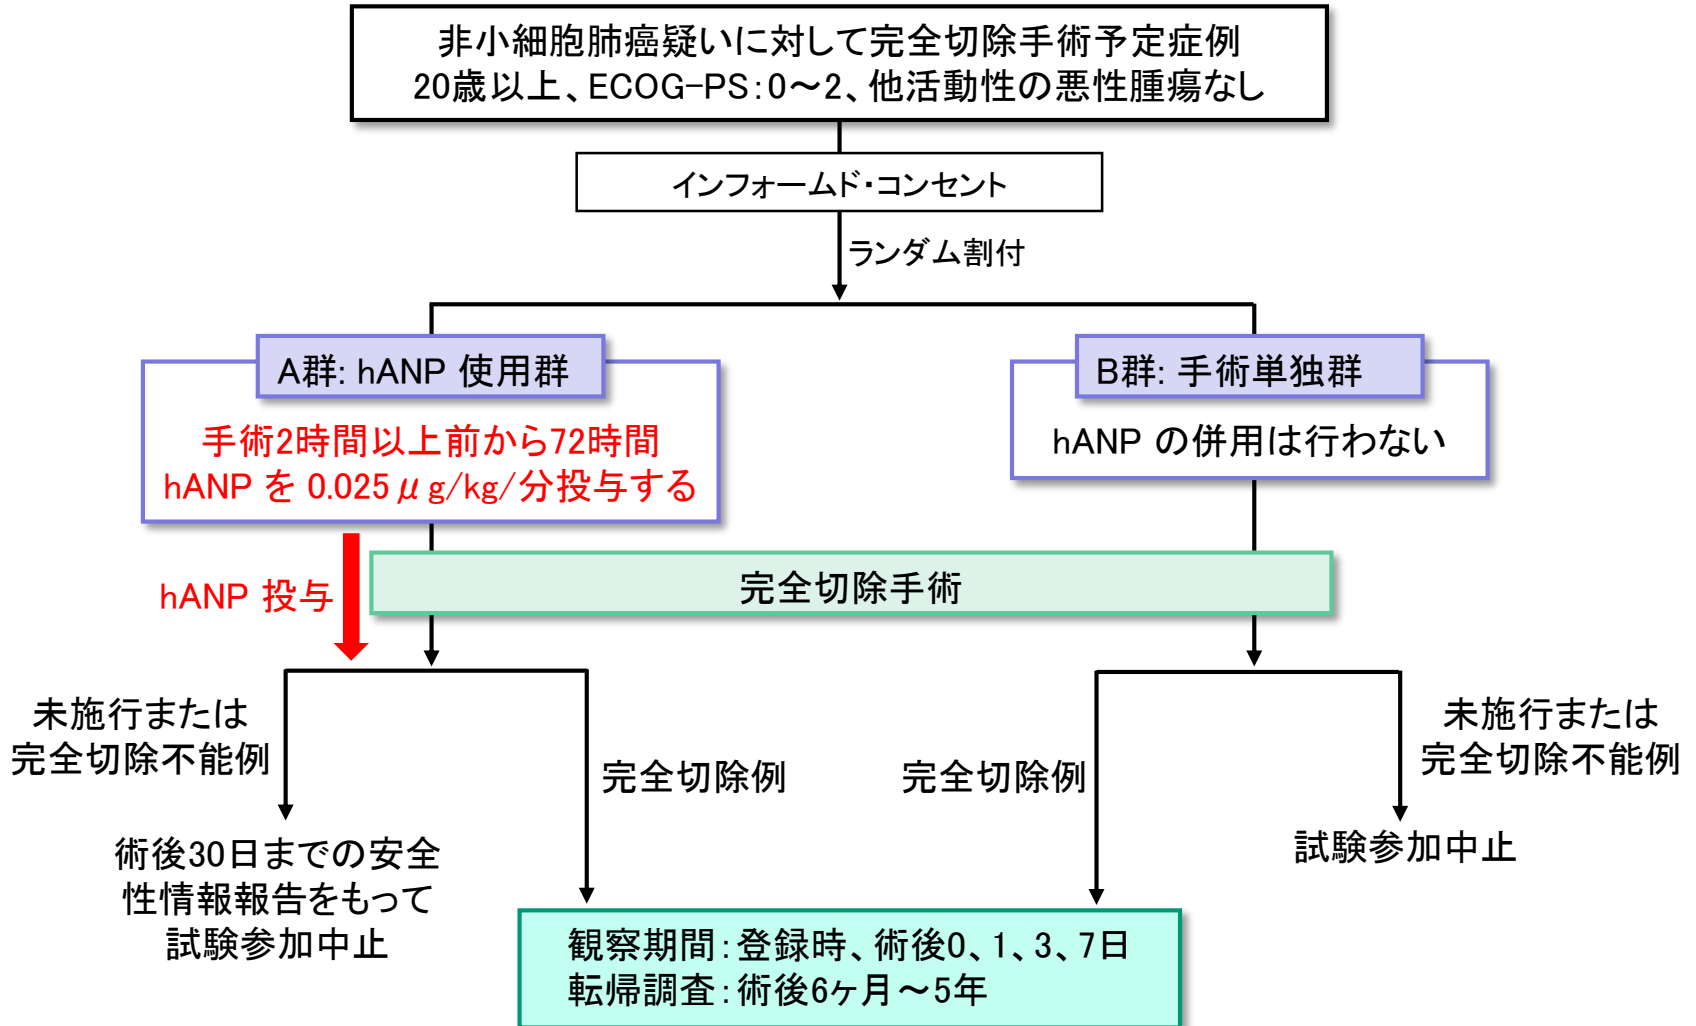 非小細胞肺癌疑いに対して完全切除手術予定症例
20歳以上、ECOG-PS：0～2、他活動性の悪性腫瘍なし
インフォームド・コンセント
ランダム割付
A群: hANP 使用群
手術2時間以上前から72時間
hANP を 0.025μg/kg/分投与する
B群: 手術単独群
hANP の併用は行わない
hANP 投与
完全切除手術
未施行または
完全切除不能例
完全切除例
完全切除例
未施行または
完全切除不能例
術後30日までの安全
性情報報告をもって
試験参加中止
試験参加中止
観察期間：登録時、術後0、1、3、7日
転帰調査：術後6ヶ月～5年